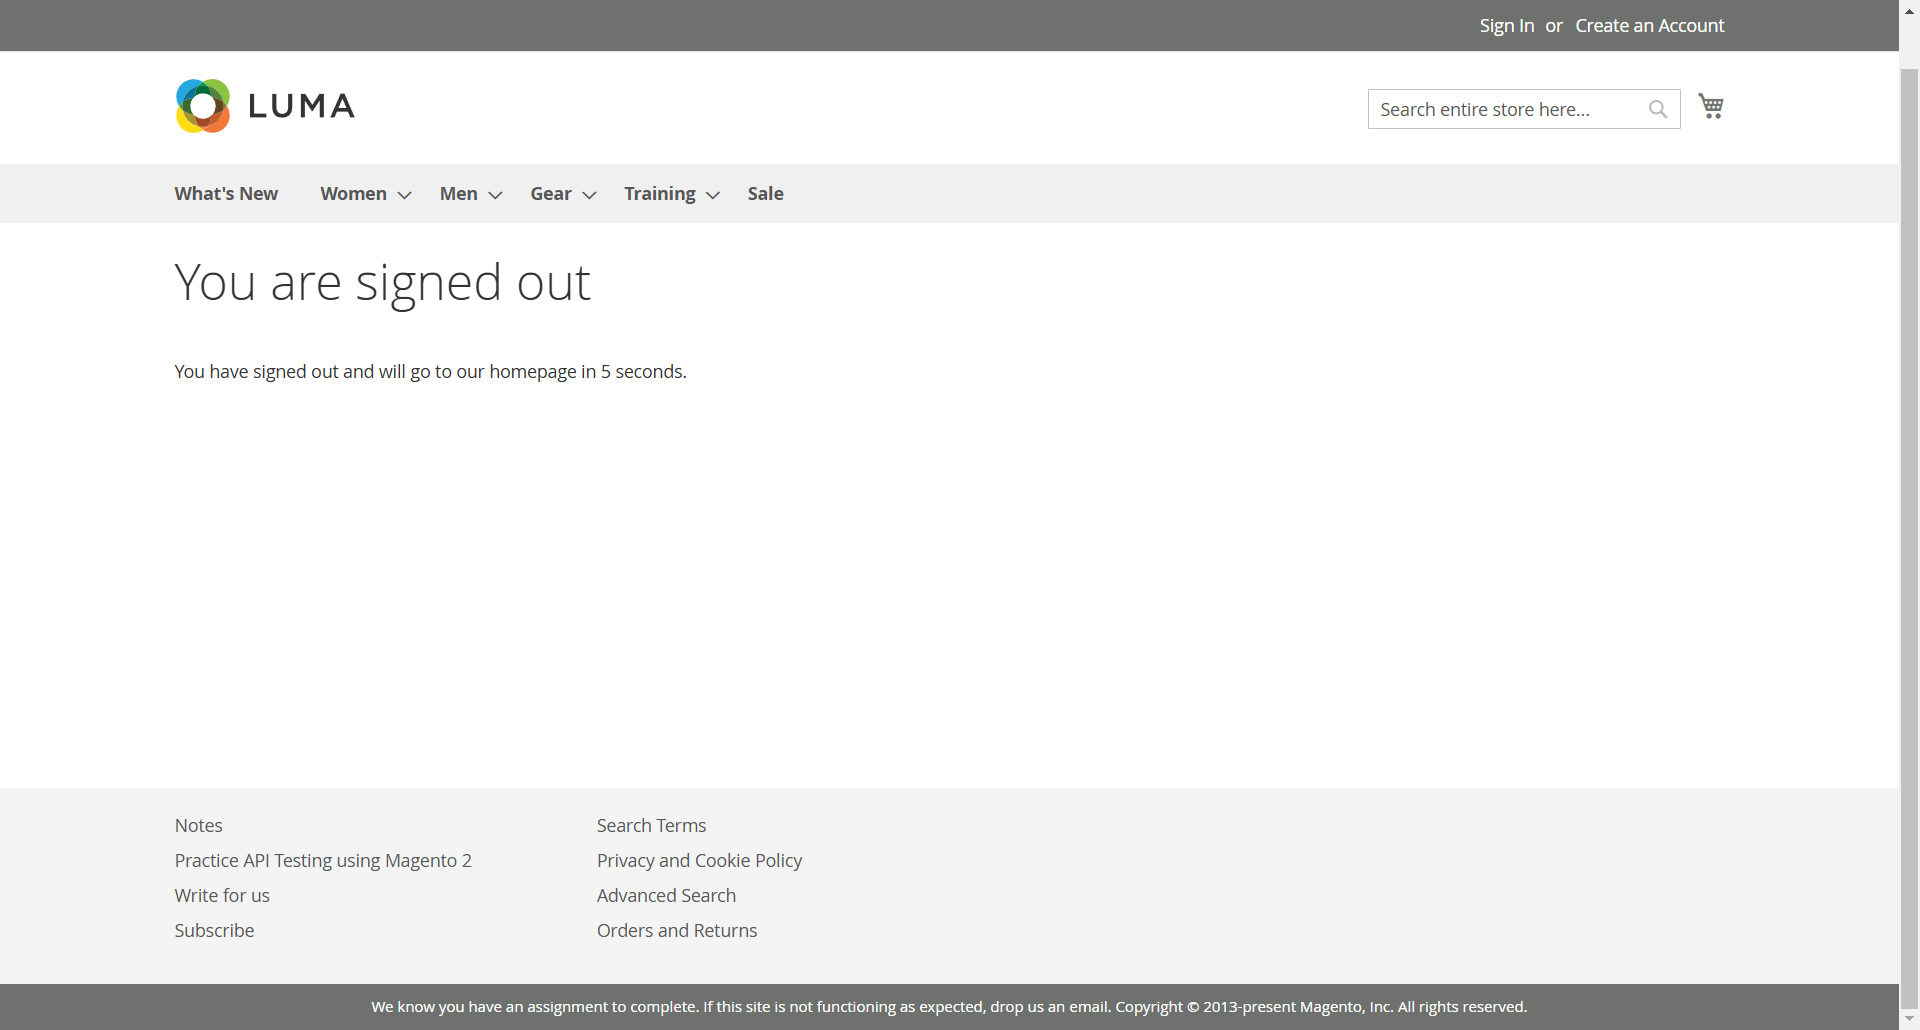 Sign In or Create an Account
LUMA
Search entire store here...
What's New Women Men Gear Training Sale
You are signed out
You have signed out and will go to our homepage in 5 seconds.
Notes
Practice API Testing using Magento 2
Write for us
Subscribe
Search Terms
Privacy and Cookie Policy
Advanced Search
Orders and Returns
We know you have an assignment to complete. If this site is not functioning as expected, drop us an email. Copyright © 2013-present Magento, Inc. All rights reserved.